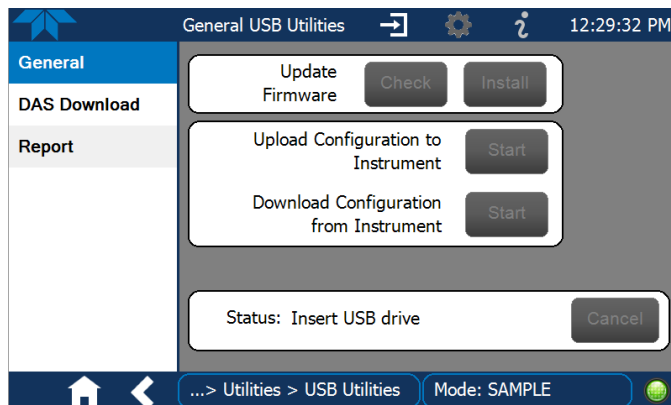 General USB Utilities
12:29:32 PM
General
DAS Download
Report
Update
Firmware
Check
Install
Upload Configuration to
Instrument
Start
Download Configuration
from Instrument
Start
Status: Insert USB drive
Cancel
...> Utilities > USB Utilities
Mode: SAMPLE